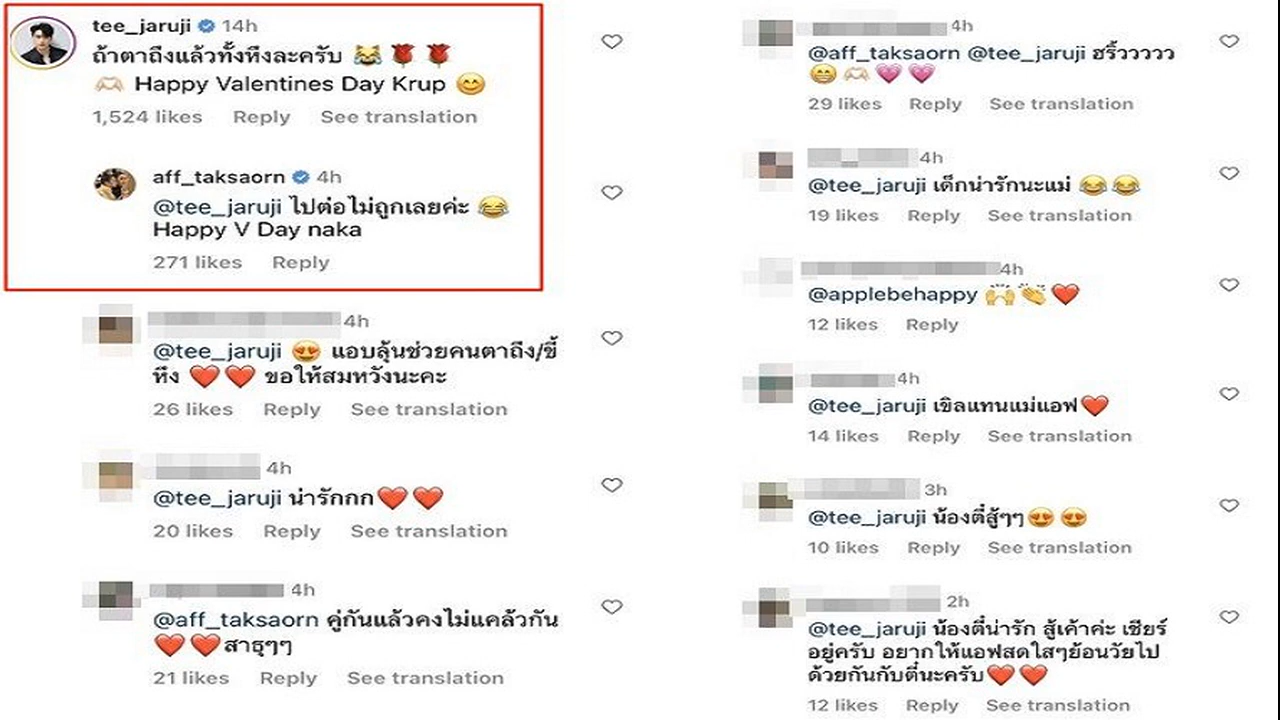 tee_jaruji 14h
ถ้าตาถึงแล้วทั้งหึงละครับ 😹🌹🌹
🫶🏻 Happy Valentines Day Krup 😊
1,524 likes Reply See translation
aff_taksaorn 4h
@tee_jaruji ไปต่อไม่ถูกเลยค่ะ 😂
Happy V Day naka
271 likes Reply
4h
@tee_jaruji 😍 แอบลุ้นช่วยคนตาถึง/ขี้
หึง ❤️❤️ ขอให้สมหวังนะคะ
26 likes Reply See translation
4h
@tee_jaruji น่ารักกก❤️❤️
20 likes Reply See translation
4h
@aff_taksaorn คู่กันแล้วคงไม่แคล้วกัน
❤️❤️สาธุๆๆ
21 likes Reply See translation
4h
@aff_taksaorn @tee_jaruji ฮริ้ววววว
😁🫶🏻💗💗
29 likes Reply See translation
4h
@tee_jaruji เด็กน่ารักนะแม่ 😂😂
19 likes Reply See translation
4h
@applebehappy 🙌👏❤️
12 likes Reply
4h
@tee_jaruji เขิลแทนแม่แอฟ❤️
14 likes Reply See translation
3h
@tee_jaruji น้องตี๋สู้ๆๆ😍😍
10 likes Reply See translation
2h
@tee_jaruji น้องตี๋น่ารัก สู้เค้าค่ะ เชียร์
อยู่ครับ อยากให้แอฟสดใสๆย้อนวัยไป
ด้วยกันกับตี๋นะครับ❤️❤️
12 likes Reply See translation